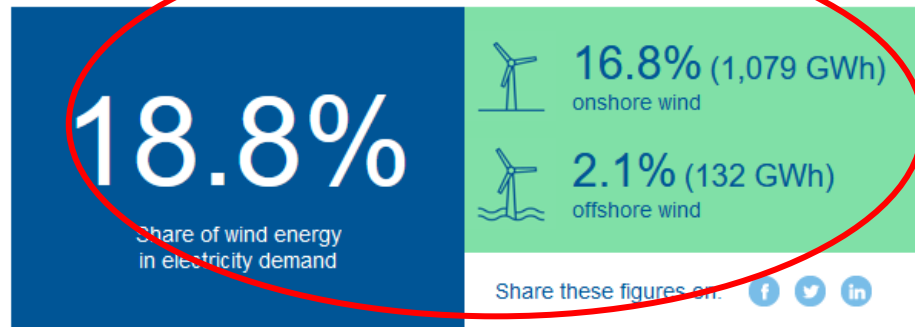 18.8%
Share of wind energy
in electricity demand
16.8% (1,079 GWh)
onshore wind
2.1% (132 GWh)
offshore wind
Share these figures on: